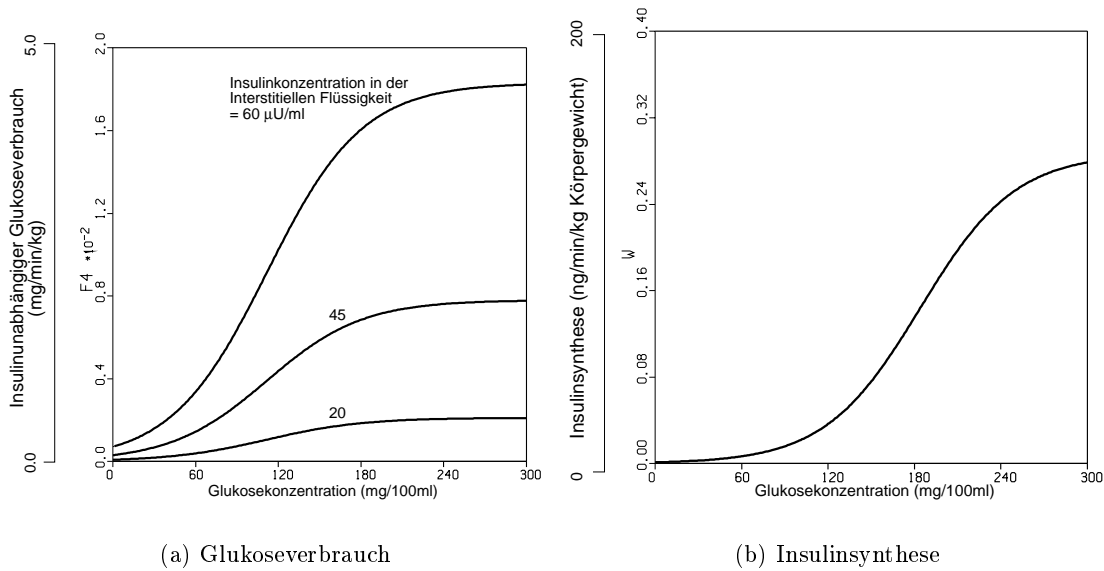 Insulinunabhängiger Glukoseverbrauch
(mg/min/kg)
5.0
0.0
F4 *10⁻²
2.0
1.6
1.2
0.8
0.4
0.0
Insulinkonzentration in der
Interstitiellen Flüssigkeit
= 60 µU/ml
45
20
0 60 120 180 240 300
Glukosekonzentration (mg/100ml)
(a) Glukoseverbrauch
Insulinsynthese (ng/min/kg Körpergewicht)
200
0
W
0.40
0.32
0.24
0.16
0.08
0.00
0 60 120 180 240 300
Glukosekonzentration (mg/100ml)
(b) Insulinsynthese